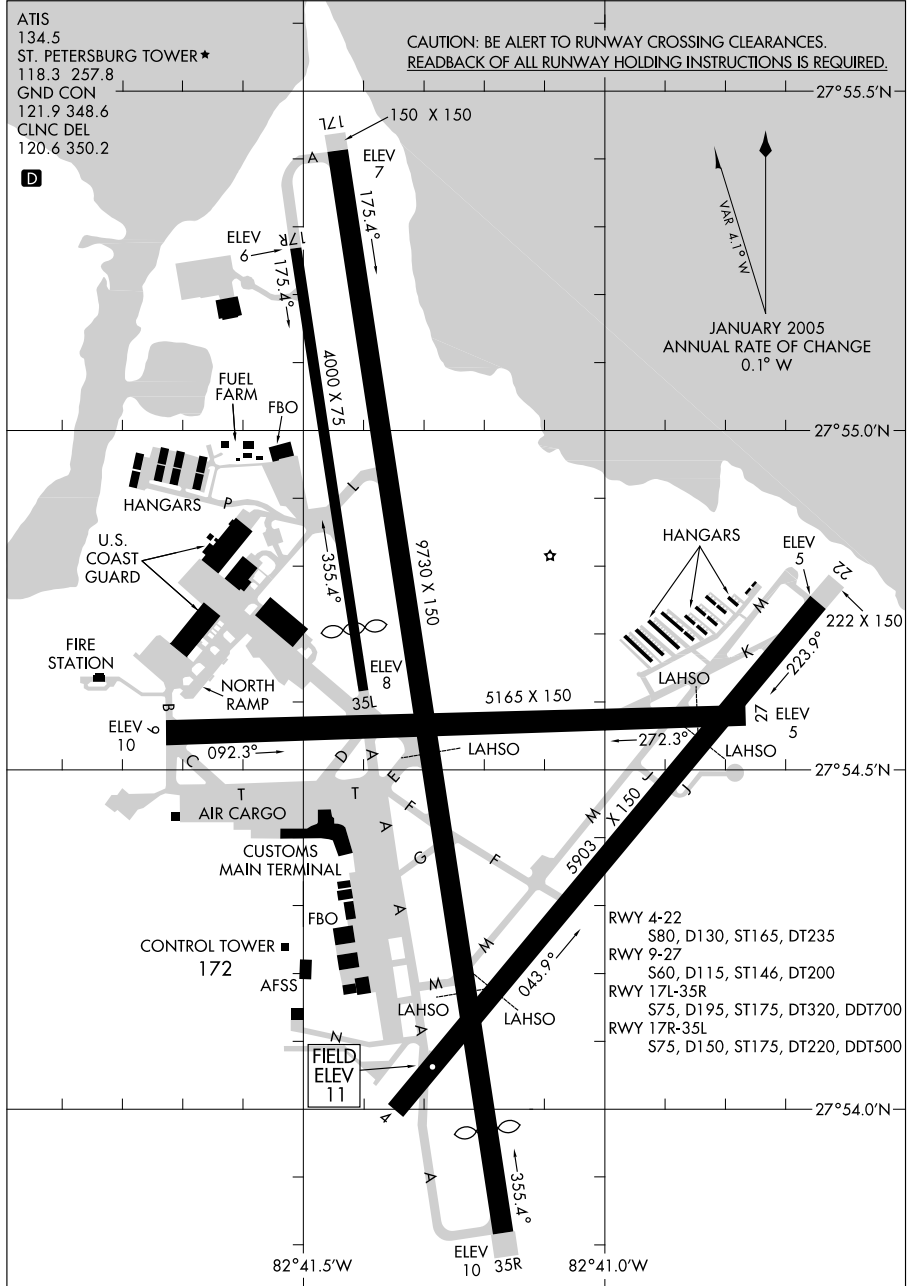 ATIS
134.5
ST. PETERSBURG TOWER★
118.3 257.8
GND CON
121.9 348.6
CLNC DEL
120.6 350.2
D
CAUTION: BE ALERT TO RUNWAY CROSSING CLEARANCES.
READBACK OF ALL RUNWAY HOLDING INSTRUCTIONS IS REQUIRED.
27°55.5'N
17L
150 X 150
A
ELEV
7
175.4°
ELEV
6
17R
175.4°
VAR 4.1° W
JANUARY 2005
ANNUAL RATE OF CHANGE
0.1° W
4000 X 75
FUEL
FARM
FBO
27°55.0'N
HANGARS
P
L
U.S.
COAST
GUARD
355.4°
9730 X 150
HANGARS
ELEV
5
22
M
222 X 150
K
223.9°
FIRE
STATION
NORTH
RAMP
ELEV
8
35L
5165 X 150
LAHSO
B
ELEV
10
9
092.3°
272.3°
27
ELEV
5
LAHSO
LAHSO
C
D
A
E
27°54.5'N
T
T
AIR CARGO
F
J
J
M
A
CUSTOMS
MAIN TERMINAL
G
F
5903 X 150
FBO
A
CONTROL TOWER
172
M
AFSS
M
043.9°
LAHSO
LAHSO
RWY 4-22
S80, D130, ST165, DT235
RWY 9-27
S60, D115, ST146, DT200
RWY 17L-35R
S75, D195, ST175, DT320, DDT700
RWY 17R-35L
S75, D150, ST175, DT220, DDT500
N
A
FIELD
ELEV
11
4
27°54.0'N
A
355.4°
ELEV
10
35R
82°41.5'W
82°41.0'W